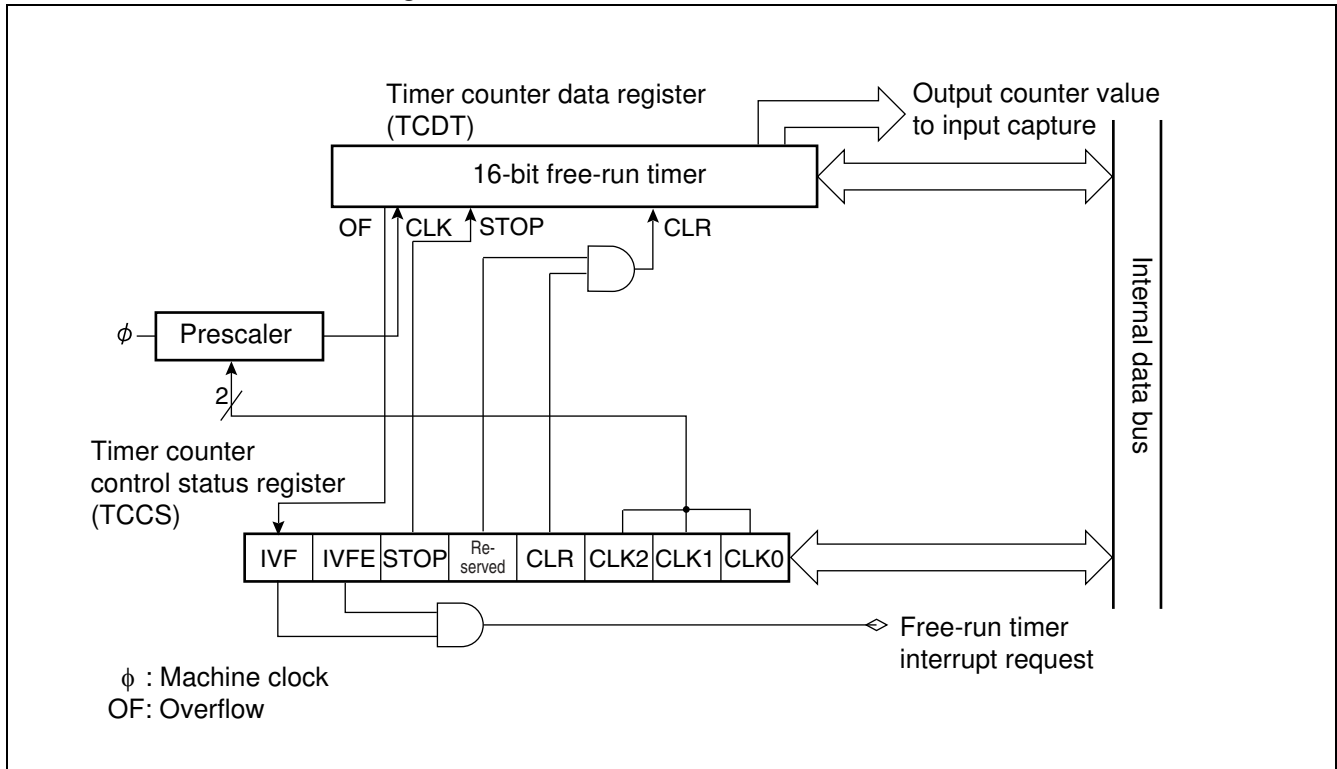 Timer counter data register
(TCDT)
Output counter value
to input capture
16-bit free-run timer
OF
CLK
STOP
CLR
Internal data bus
ϕ
Prescaler
2
Timer counter
control status register
(TCCS)
IVF
IVFE
STOP
Re-
served
CLR
CLK2
CLK1
CLK0
Free-run timer
interrupt request
ϕ : Machine clock
OF: Overflow